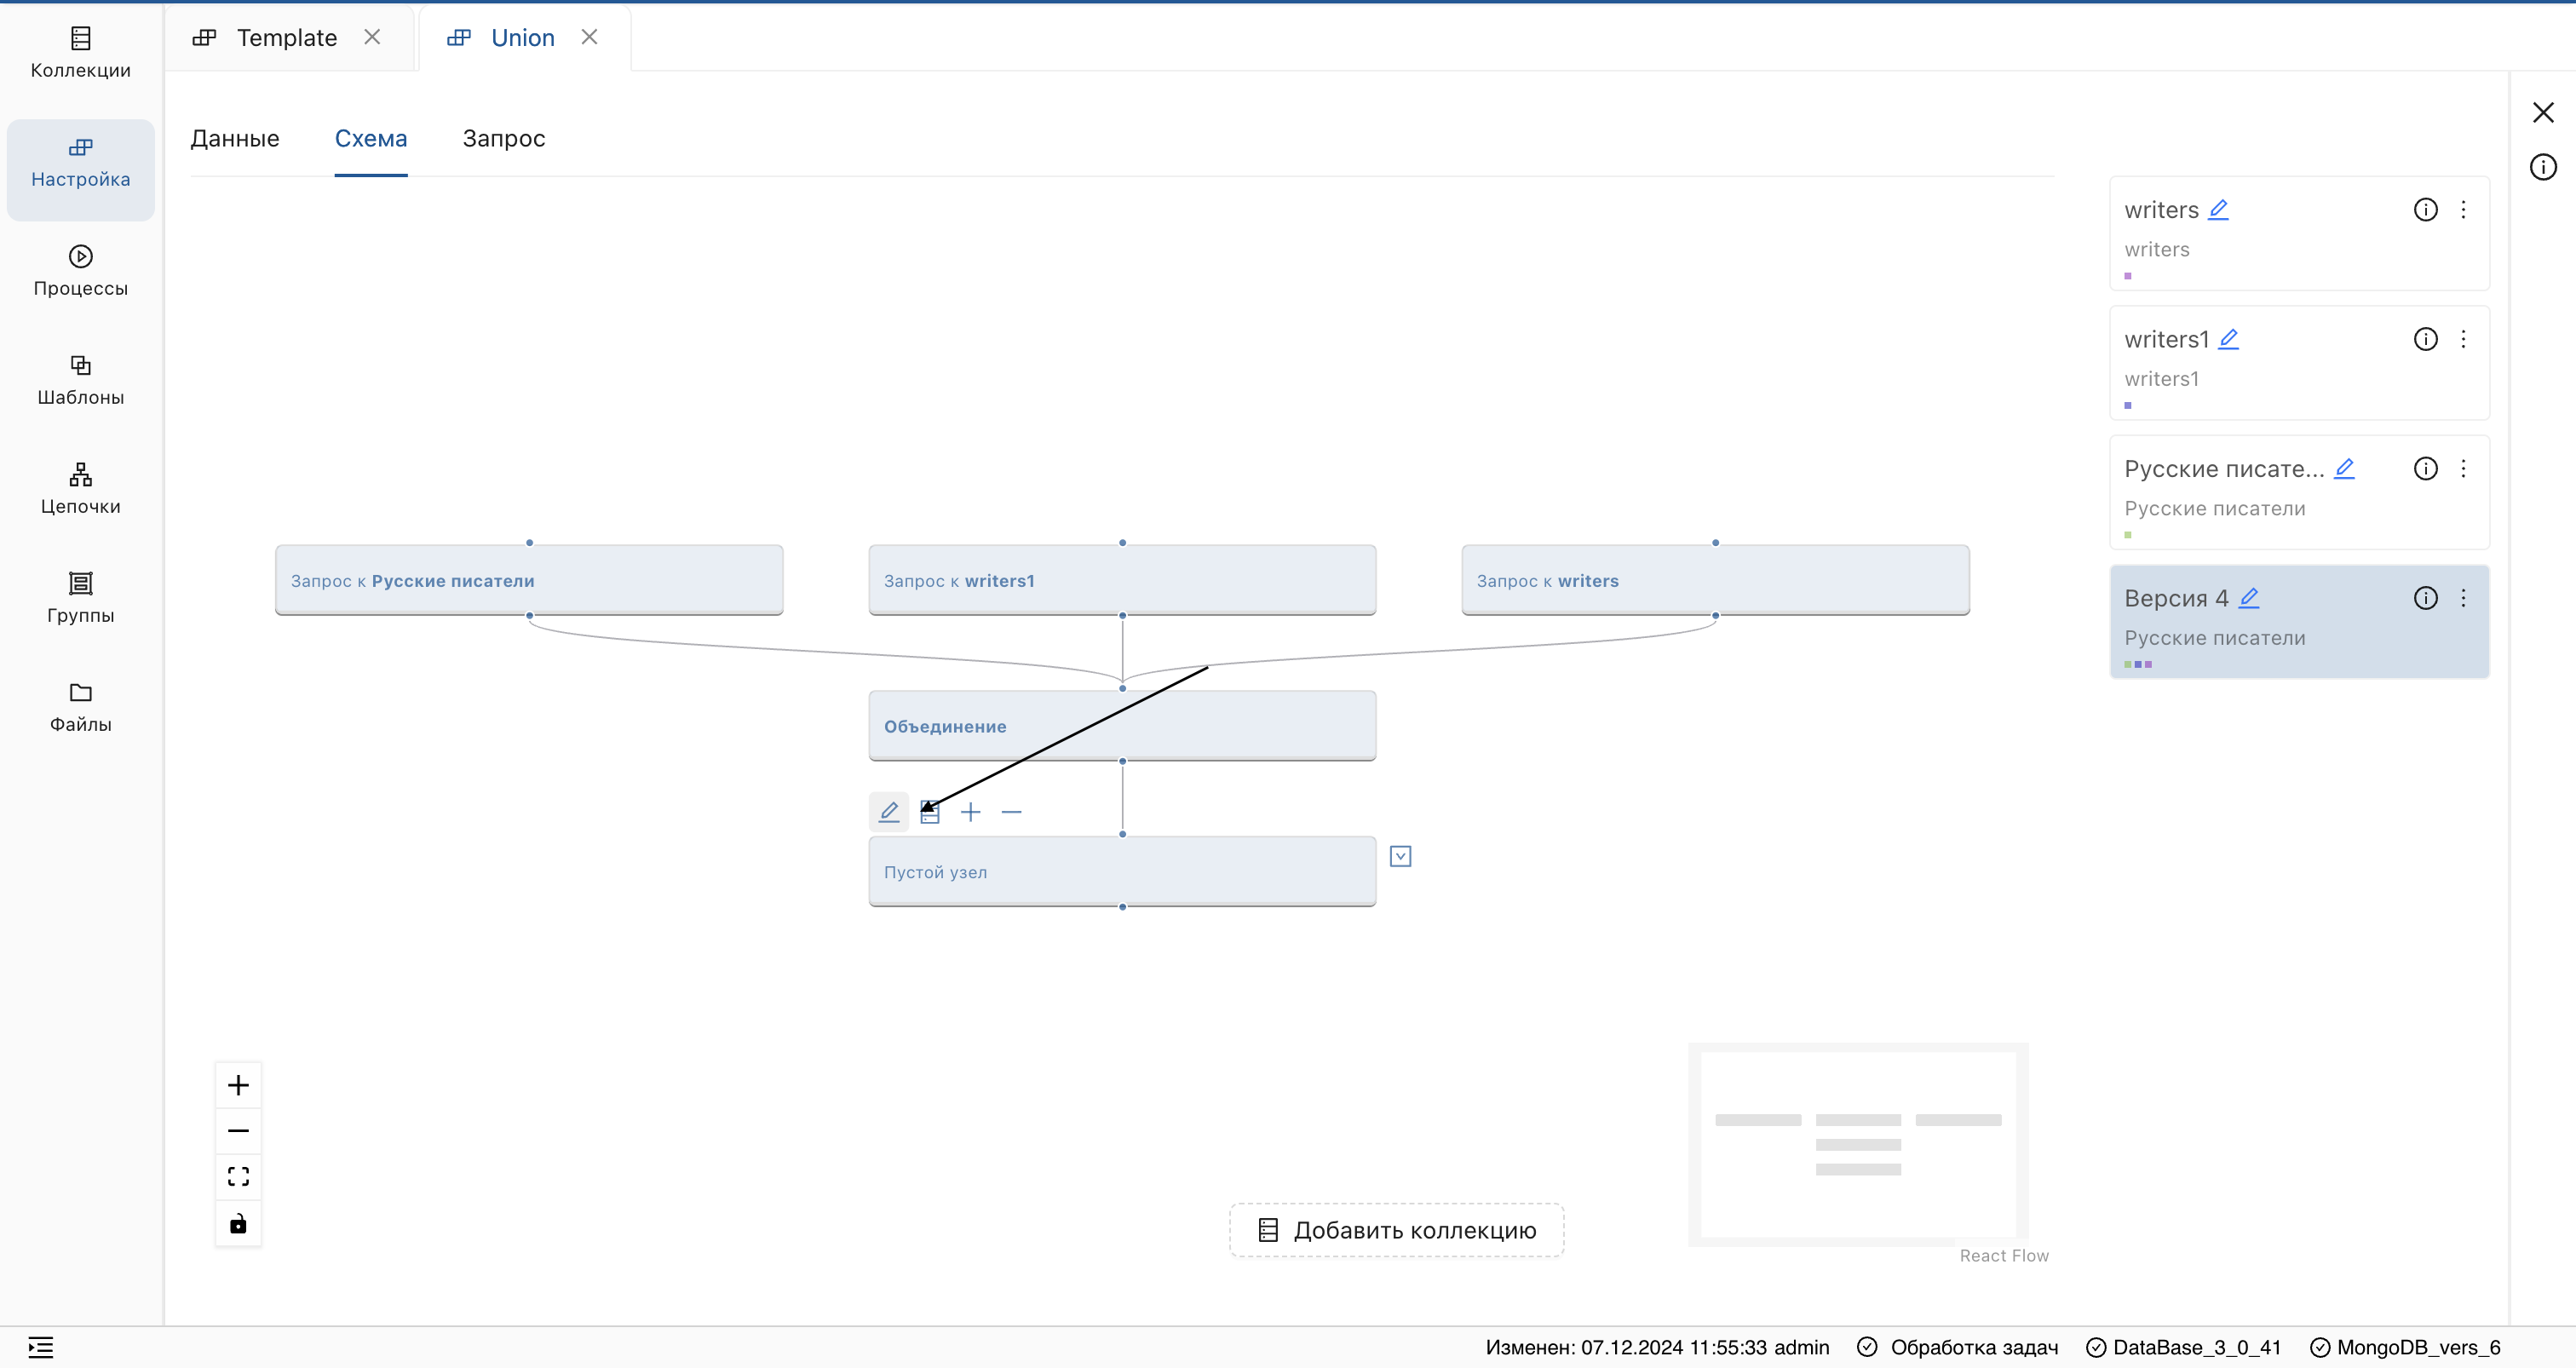 Template
Union
Коллекции
Настройка
Процессы
Шаблоны
Цепочки
Группы
Файлы
Данные
Схема
Запрос
Запрос к Русские писатели
Запрос к writers1
Запрос к writers
Объединение
Пустой узел
Добавить коллекцию
React Flow
writers
writers
writers1
writers1
Русские писате...
Русские писатели
Версия 4
Русские писатели
Изменен: 07.12.2024 11:55:33 admin
Обработка задач
DataBase_3_0_41
MongoDB_vers_6